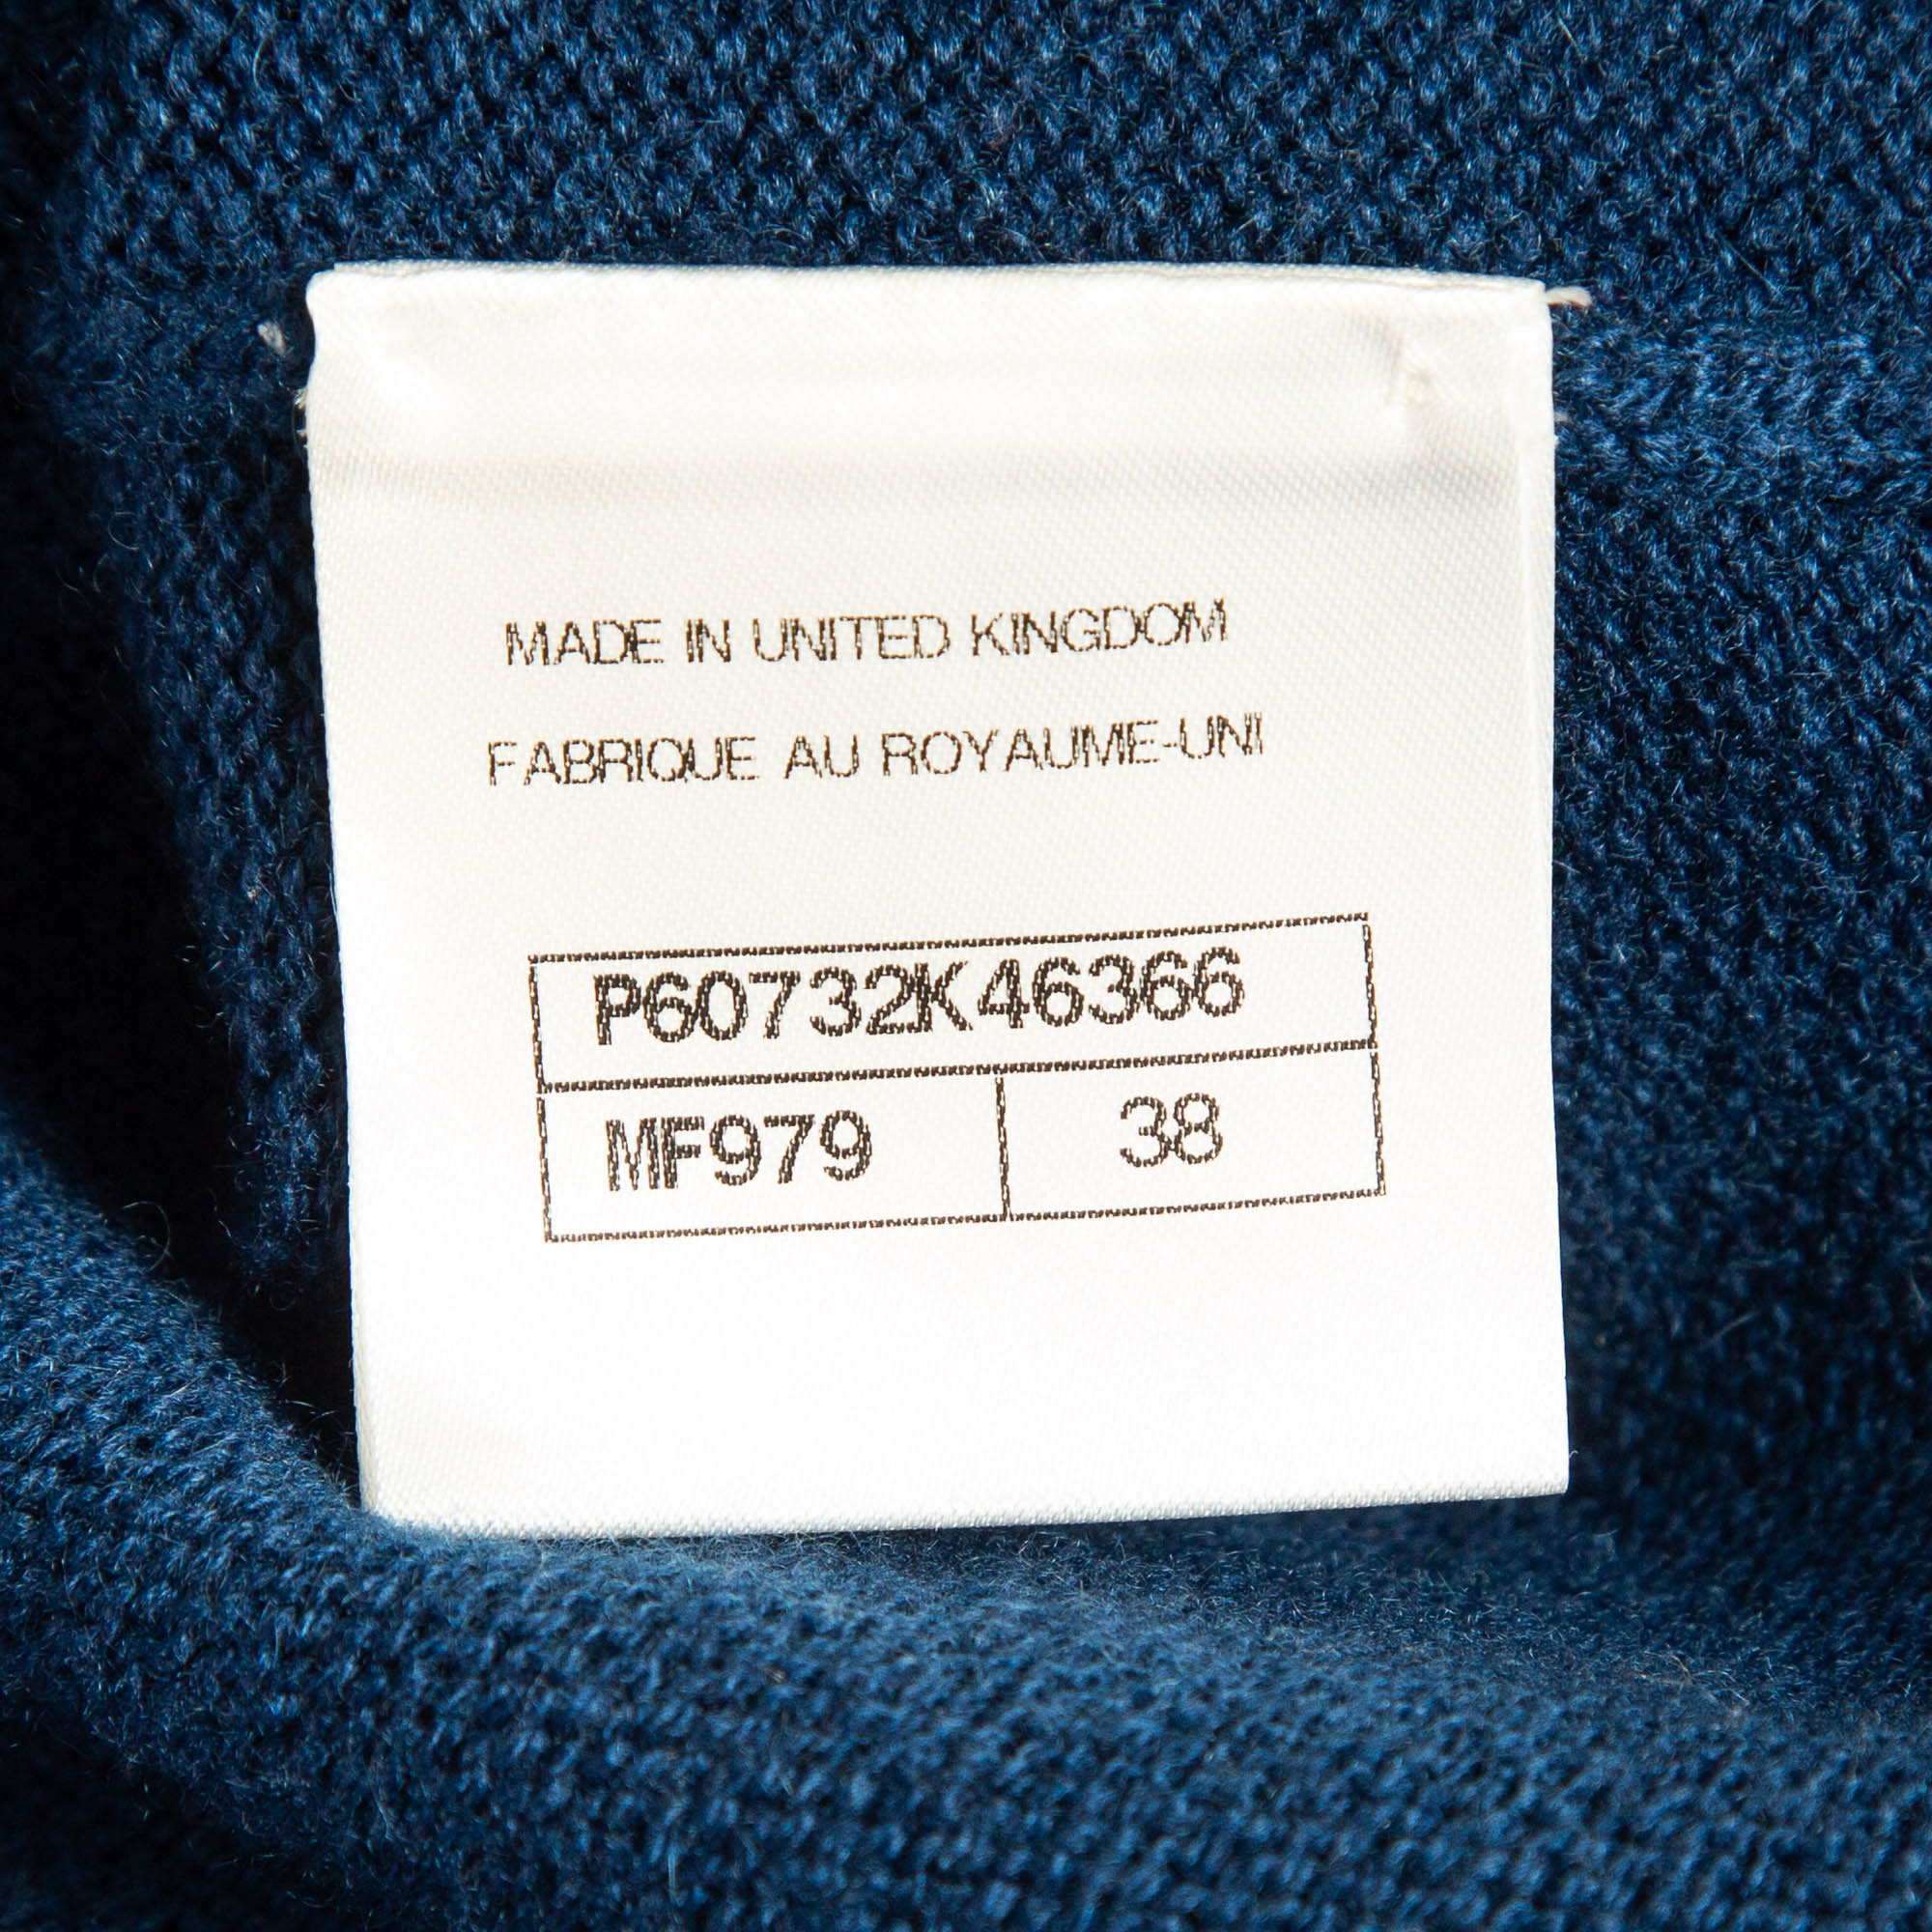 MADE IN UNITED KINGDOM
FABRIQUE AU ROYAUME-UNI
P60732K46366
MF979 38